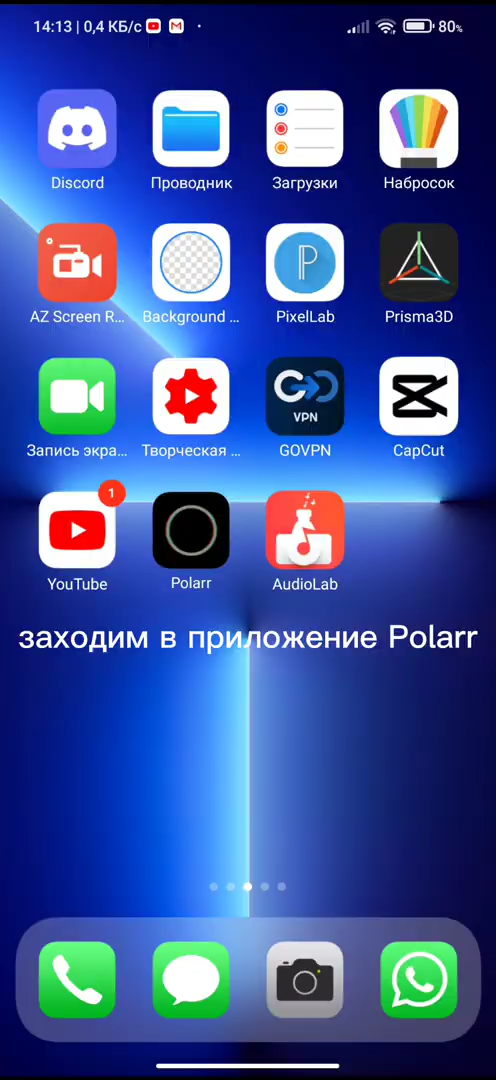 14:13 | 0,4 КБ/с
80%
Discord
Проводник
Загрузки
Набросок
AZ Screen R...
Background ...
PixelLab
Prisma3D
Запись экра...
Творческая ...
VPN
GOVPN
CapCut
1
YouTube
Polarr
AudioLab
заходим в приложение Polarr